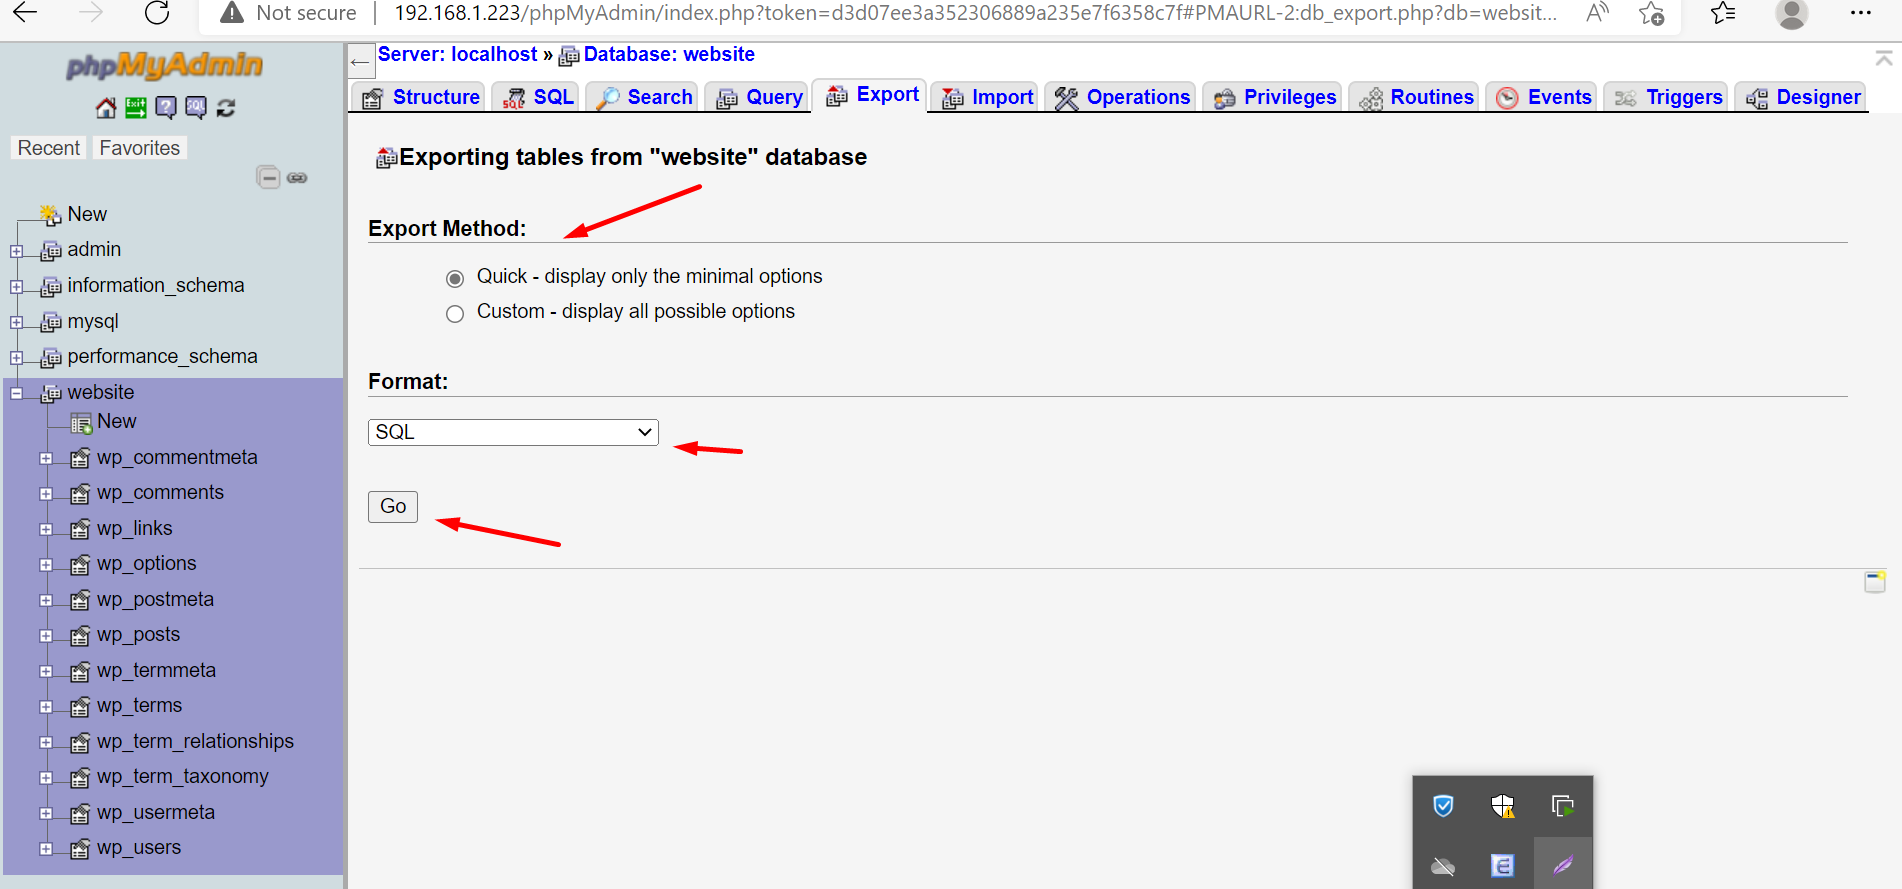 Not secure | 192.168.1.223/phpMyAdmin/index.php?token=d3d07ee3a352306889a235e7f6358c7f#PMAURL-2:db_export.php?db=websit...
phpMyAdmin
Exit ? SQL
Recent Favorites
New
admin
information_schema
mysql
performance_schema
website
New
wp_commentmeta
wp_comments
wp_links
wp_options
wp_postmeta
wp_posts
wp_termmeta
wp_terms
wp_term_relationships
wp_term_taxonomy
wp_usermeta
wp_users
Server: localhost » Database: website
Structure SQL Search Query Export Import Operations Privileges Routines Events Triggers Designer
Exporting tables from "website" database
Export Method:
Quick - display only the minimal options
Custom - display all possible options
Format:
SQL
Go